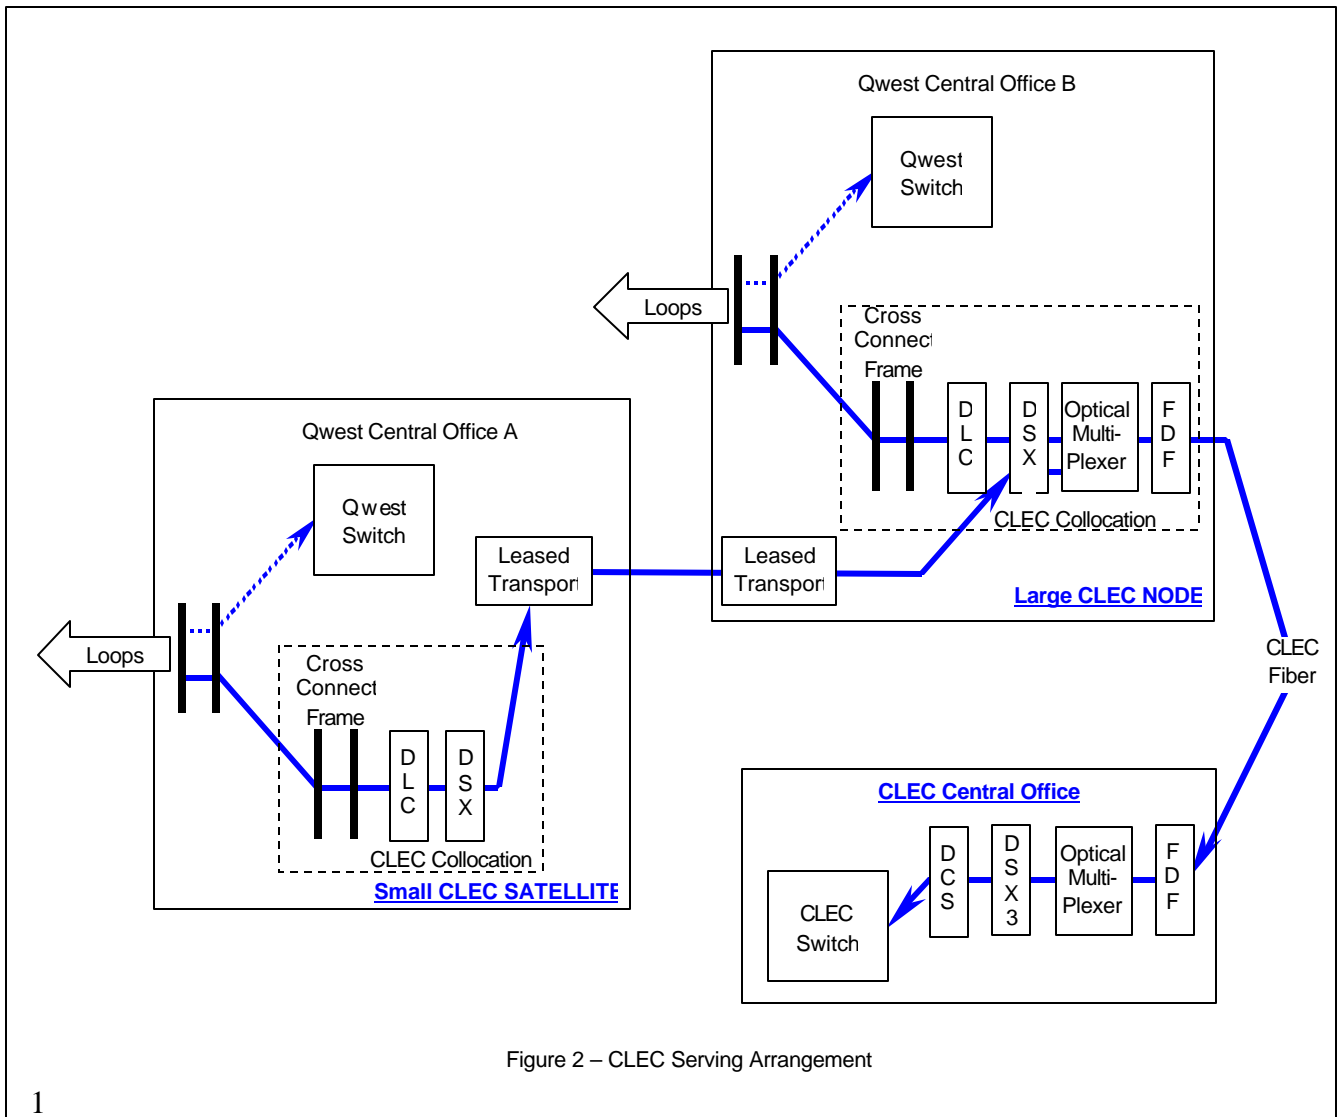 Qwest Central Office B
Qwest
Switch
Loops
Cross
Connect
Frame
D
L
C
D
S
X
Optical
Multi-
Plexer
F
D
F
CLEC Collocation
Leased
Transport
Large CLEC NODE
Qwest Central Office A
Qwest
Switch
Leased
Transport
Loops
Cross
Connect
Frame
D
L
C
D
S
X
CLEC Collocation
Small CLEC SATELLITE
CLEC
Fiber
CLEC Central Office
CLEC
Switch
D
C
S
D
S
X
3
Optical
Multi-
Plexer
F
D
F
Figure 2 – CLEC Serving Arrangement
1